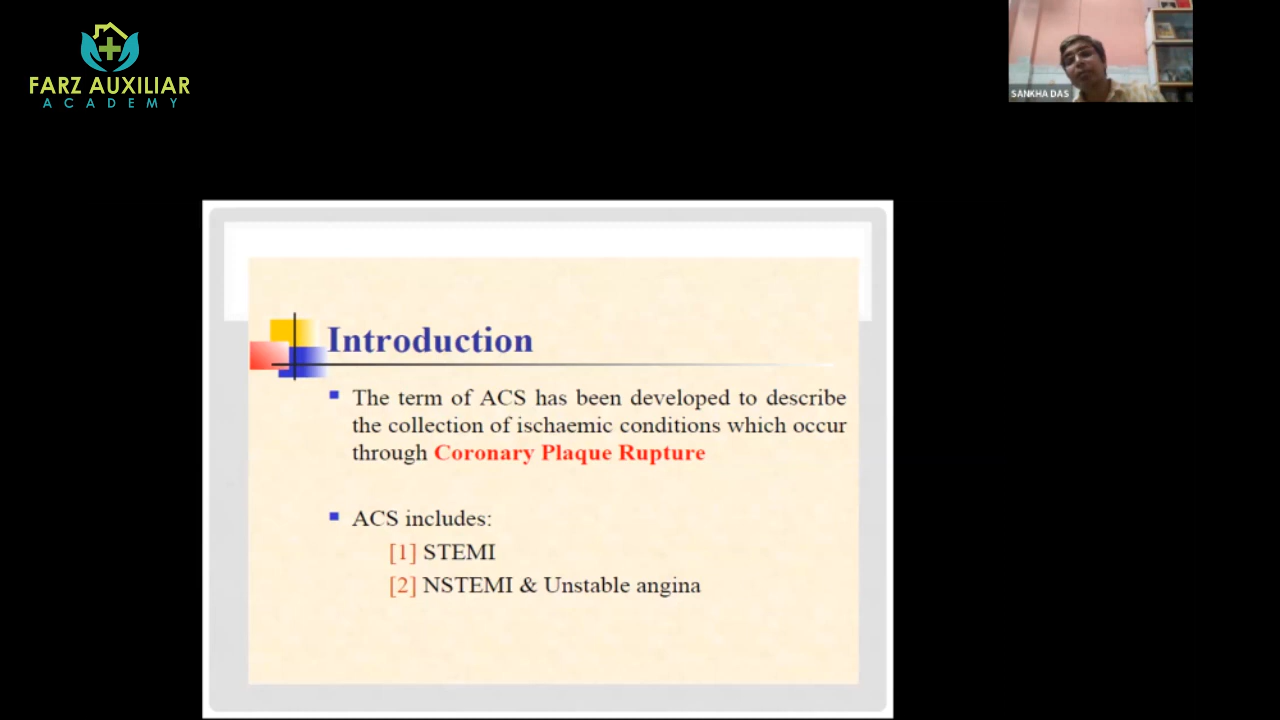 FARZ AUXILIAR
ACADEMY
SANKHA DAS
Introduction
The term of ACS has been developed to describe
the collection of ischaemic conditions which occur
through Coronary Plaque Rupture
ACS includes:
[1] STEMI
[2] NSTEMI & Unstable angina